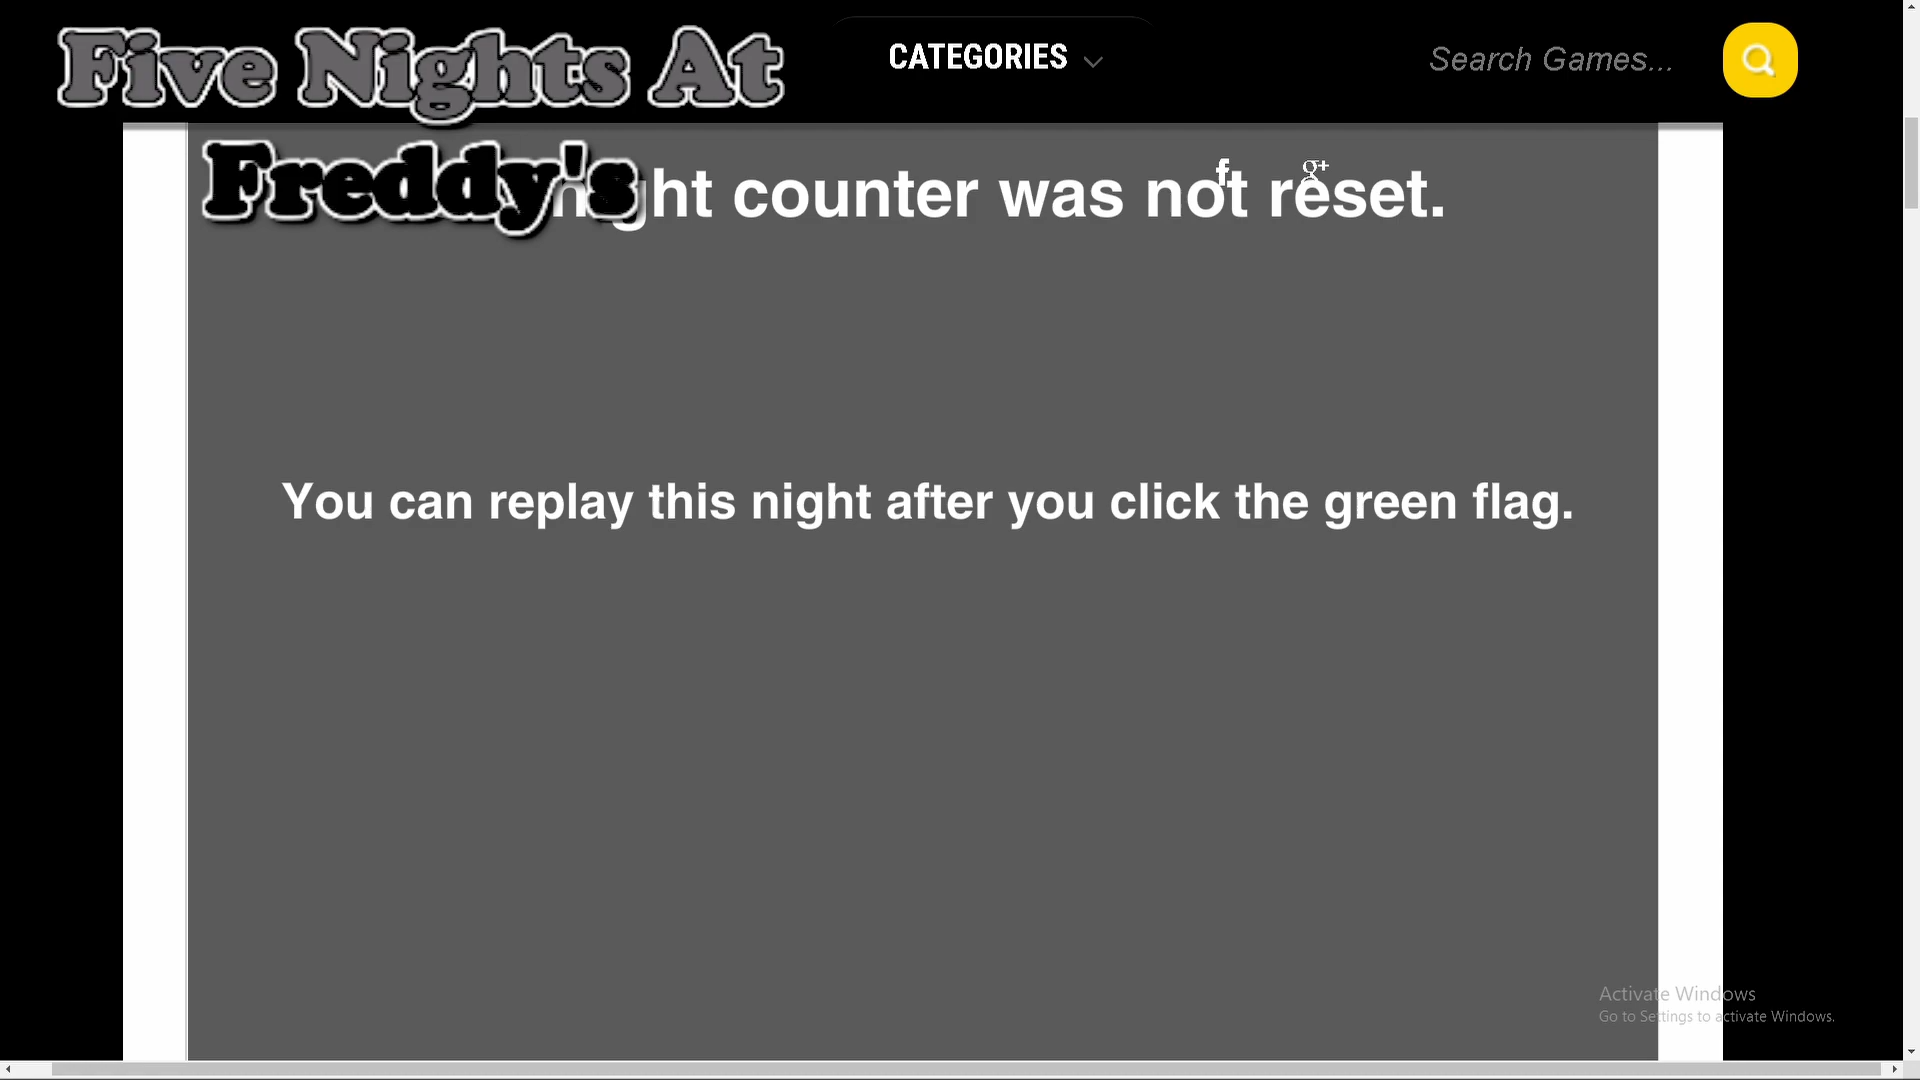 Five Nights At
Freddy's
CATEGORIES
Search Games...
f
g+
night counter was not reset.
You can replay this night after you click the green flag.
Activate Windows
Go to Settings to activate Windows.